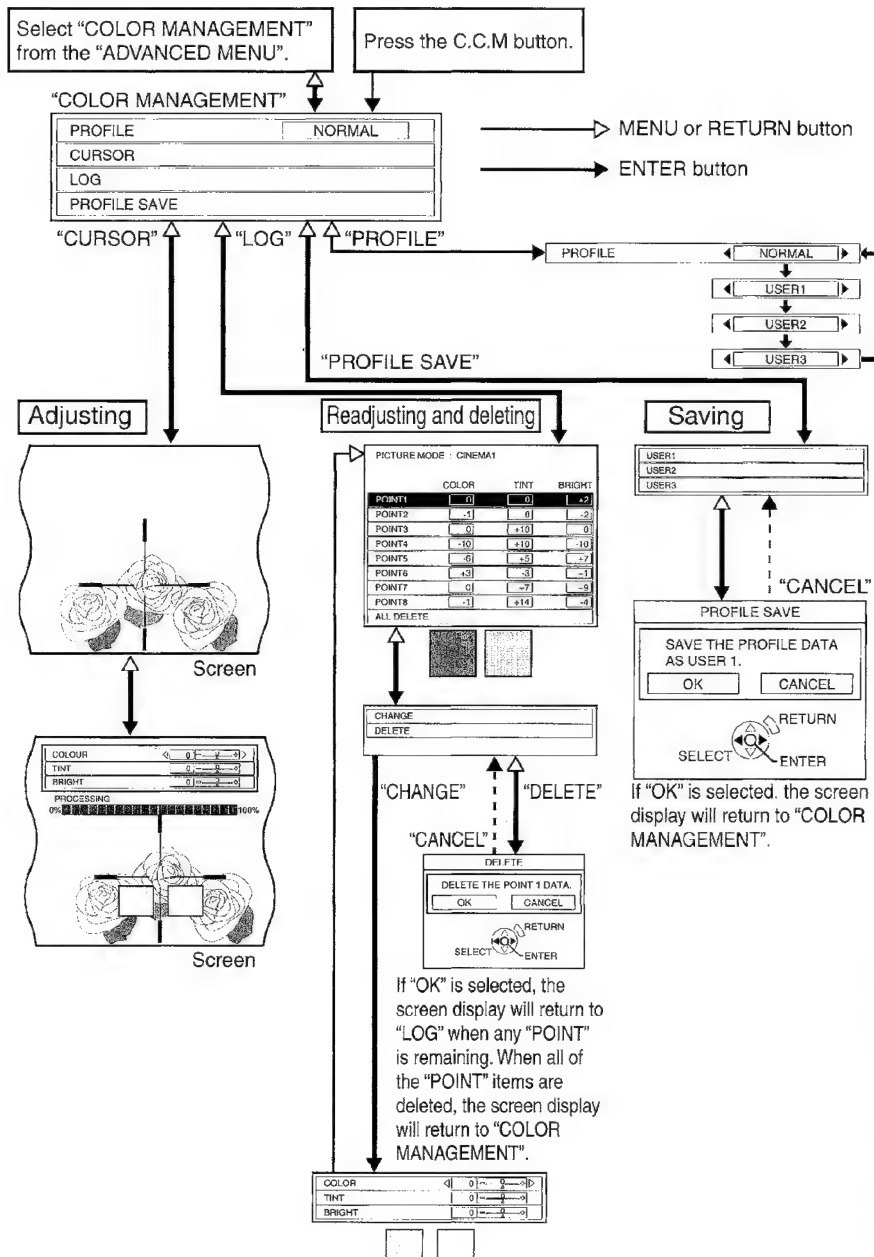 Select “COLOR MANAGEMENT”
from the “ADVANCED MENU”.
Press the C.C.M button.
“COLOR MANAGEMENT”
PROFILE NORMAL
CURSOR
LOG
PROFILE SAVE
MENU or RETURN button
ENTER button
“CURSOR” “LOG” “PROFILE”
PROFILE NORMAL
USER1
USER2
USER3
“PROFILE SAVE”
Adjusting
Screen
COLOUR 0
TINT 0
BRIGHT 0
PROCESSING
0% 100%
Screen
Readjusting and deleting
PICTURE MODE : CINEMA1
COLOR TINT BRIGHT
POINT1 0 0 +2
POINT2 -1 8 -2
POINT3 0 +10 0
POINT4 -10 +10 -10
POINT5 -6 +5 +7
POINT6 +3 -3 -1
POINT7 0 -7 -9
POINT8 -1 +14 -4
ALL DELETE
CHANGE
DELETE
“CHANGE” “DELETE”
“CANCEL”
DELETE
DELETE THE POINT 1 DATA.
OK CANCEL
RETURN
SELECT ENTER
If “OK” is selected, the
screen display will return to
“LOG” when any “POINT”
is remaining. When all of
the “POINT” items are
deleted, the screen display
will return to “COLOR
MANAGEMENT”.
COLOR 0
TINT 0
BRIGHT 0
Saving
USER1
USER2
USER3
“CANCEL”
PROFILE SAVE
SAVE THE PROFILE DATA
AS USER 1.
OK CANCEL
RETURN
SELECT ENTER
If “OK” is selected. the screen
display will return to “COLOR
MANAGEMENT”.